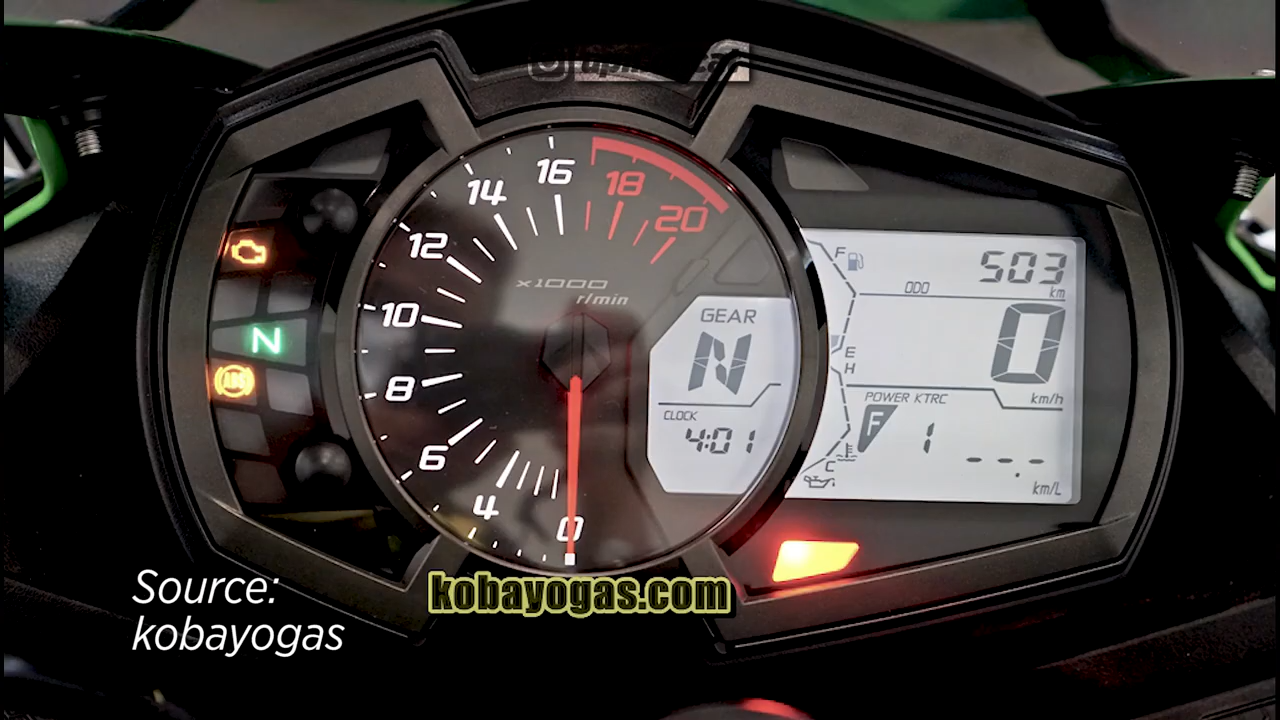 16
18
14
20
12
x1000
r/min
F
503
ODO
km
10
GEAR
N
N
0
E
H
ABS
8
km/h
POWER KTRC
CLOCK
F
1
4:01
6
C
-- -.-
km/L
4
0
Source:
kobayogas
kobayogas.com